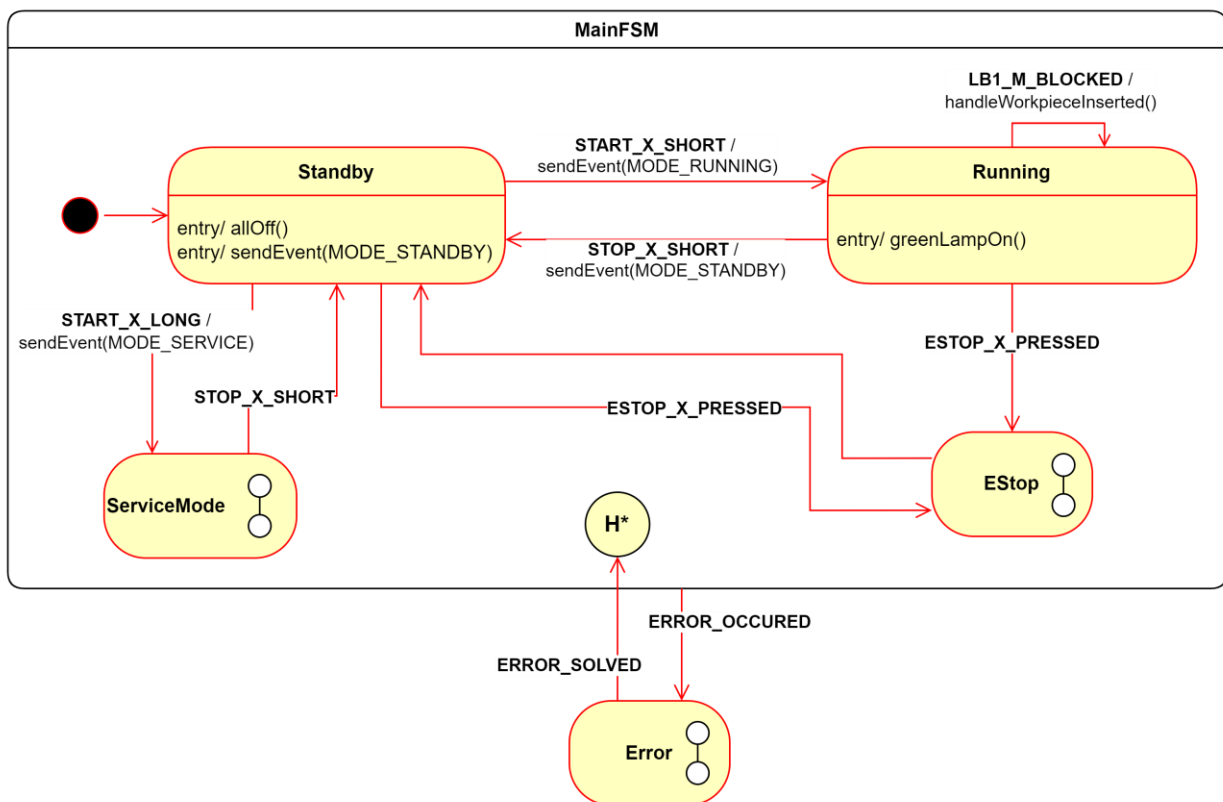 MainFSM
LB1_M_BLOCKED /
handleWorkpieceInserted()
START_X_SHORT /
sendEvent(MODE_RUNNING)
Standby
Running
entry/ allOff()
entry/ sendEvent(MODE_STANDBY)
entry/ greenLampOn()
STOP_X_SHORT /
sendEvent(MODE_STANDBY)
START_X_LONG /
sendEvent(MODE_SERVICE)
ESTOP_X_PRESSED
STOP_X_SHORT
ESTOP_X_PRESSED
ServiceMode
EStop
H*
ERROR_OCCURED
ERROR_SOLVED
Error